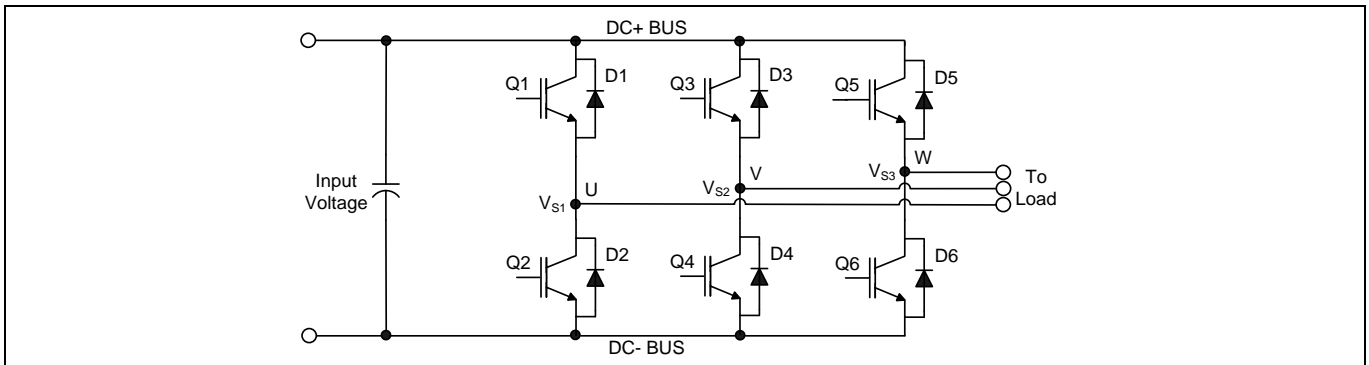 DC+ BUS
Q1
D1
Q3
D3
Q5
D5
Input
Voltage
VS1
U
VS2
V
VS3
W
To
Load
Q2
D2
Q4
D4
Q6
D6
DC- BUS